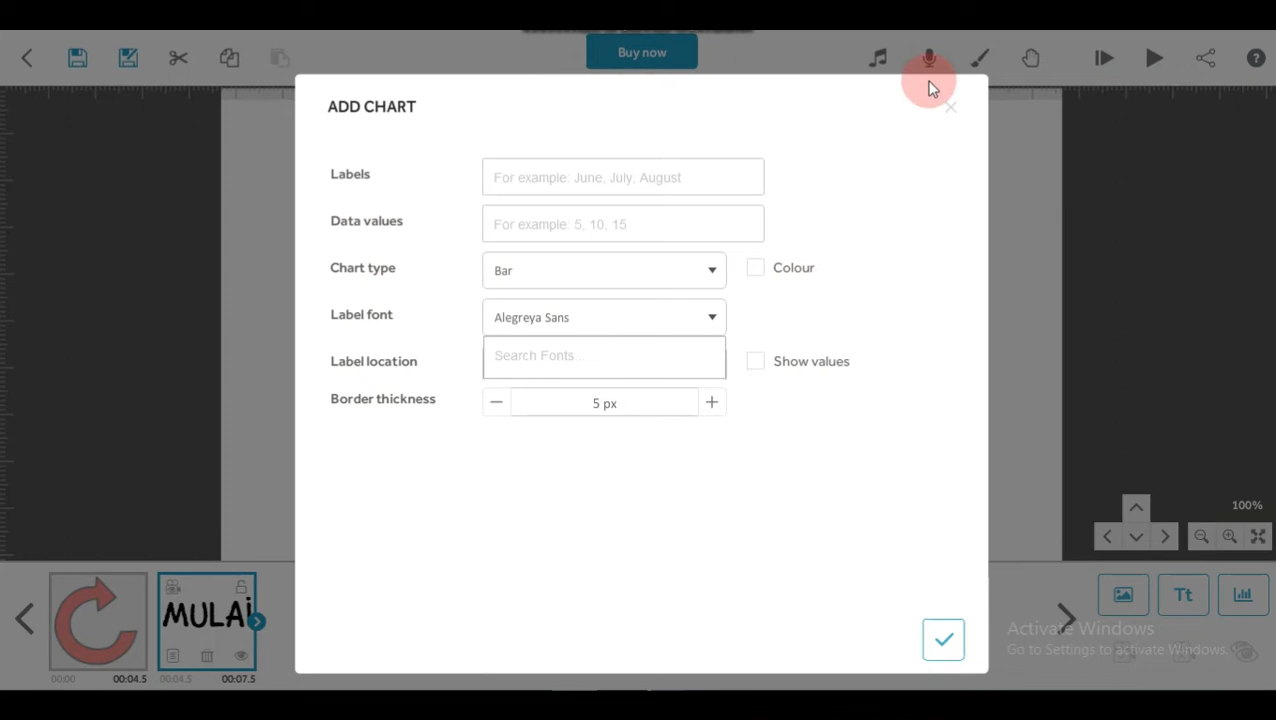 Buy now
ADD CHART
Labels
For example: June, July, August
Data values
For example: 5, 10, 15
Chart type
Bar
Colour
Label font
Alegreya Sans
Label location
Search Fonts...
Show values
Border thickness
5 px
100%
MULAi
Tt
Activate Windows
Go to Settings to activate Windows.
00:00
00:04.5
00:04.5
00:07.5